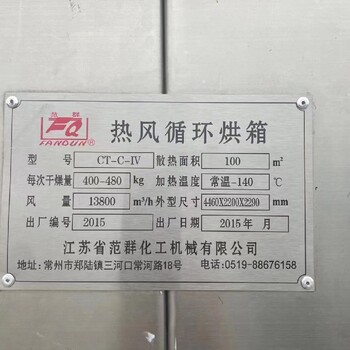 范群
FQ
FANQUN
热风循环烘箱
型号 CT-C-IV 散热面积 100 m²
每次干燥量 400-480 kg 加热温度 常温-140 ℃
风量 13800 m³/h 外型尺寸 4460X2200X2290 mm
出厂编号 2015 出厂日期 2015年 月
江苏省范群化工机械有限公司
地址:常州市郑陆镇三河口常河路18号 电话:0519-88676158